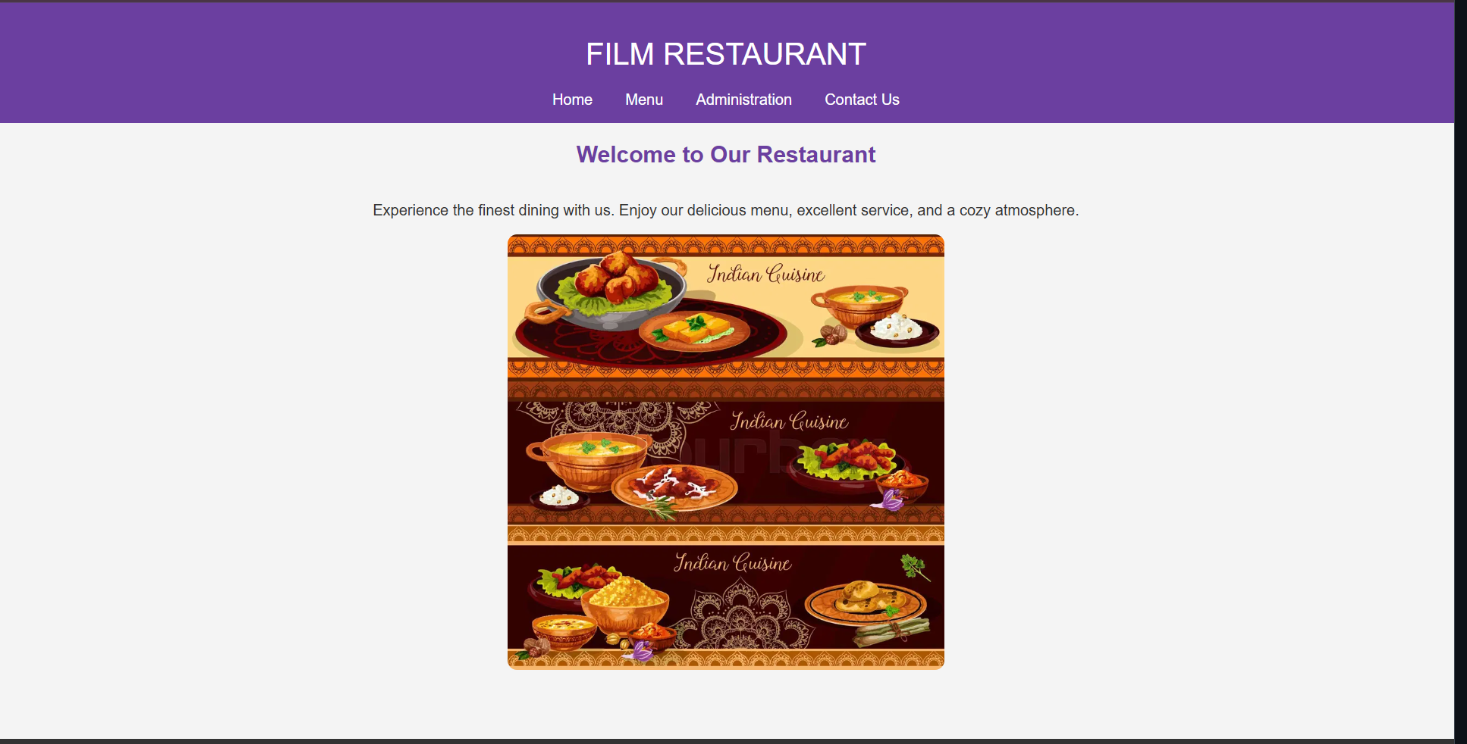 FILM RESTAURANT
Home Menu Administration Contact Us
Welcome to Our Restaurant
Experience the finest dining with us. Enjoy our delicious menu, excellent service, and a cozy atmosphere.
Indian Cuisine
Indian Cuisine
Indian Cuisine